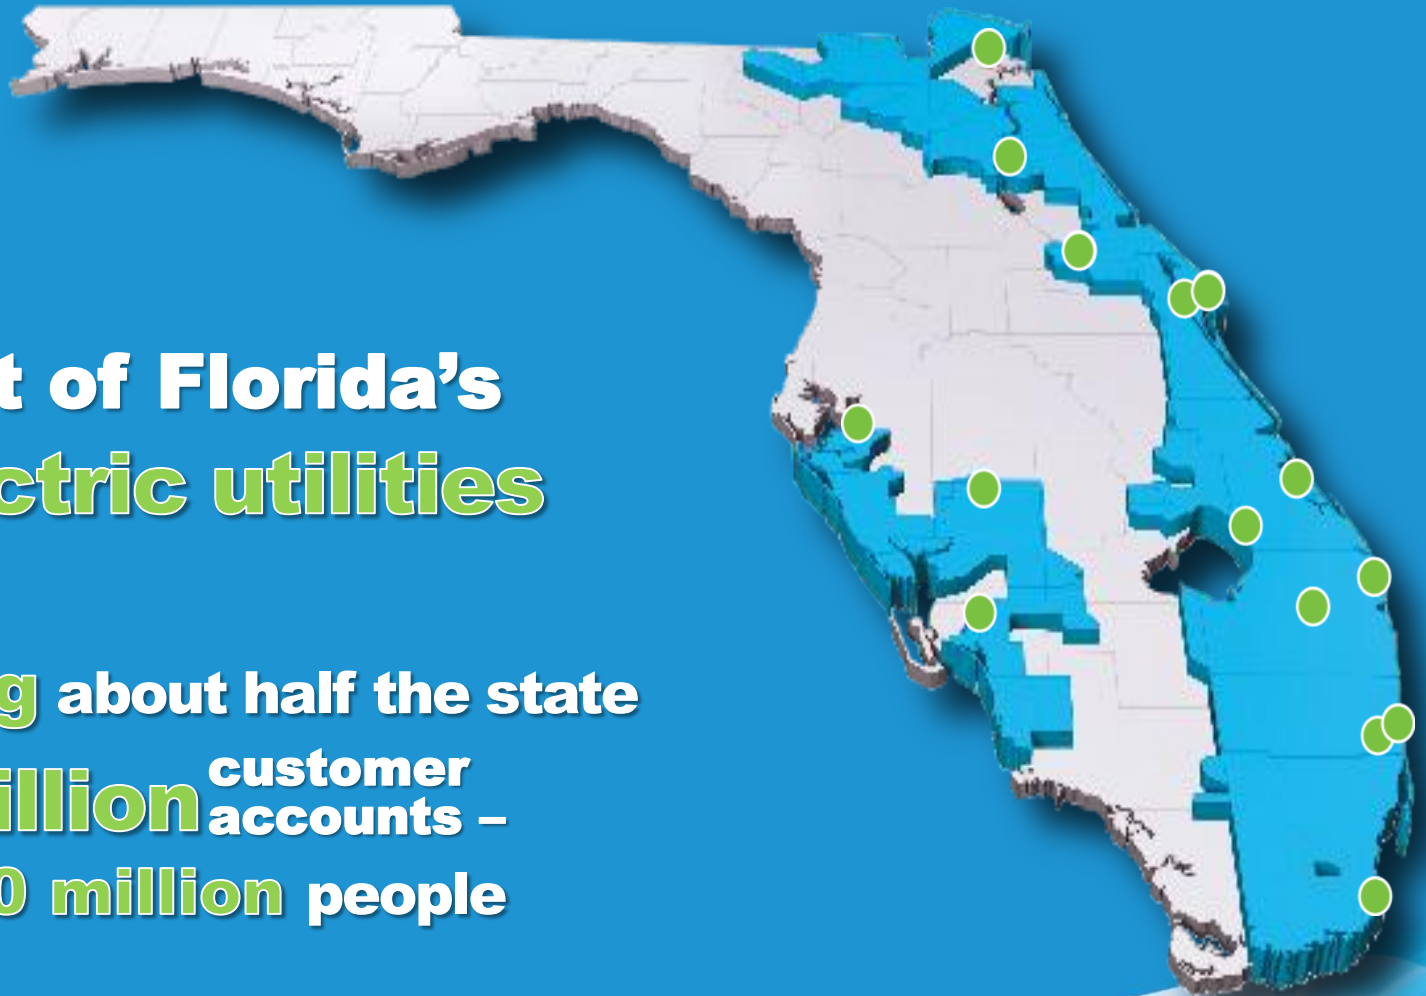 t of Florida’s
ctric utilities
g about half the state
illion customer
accounts –
0 million people